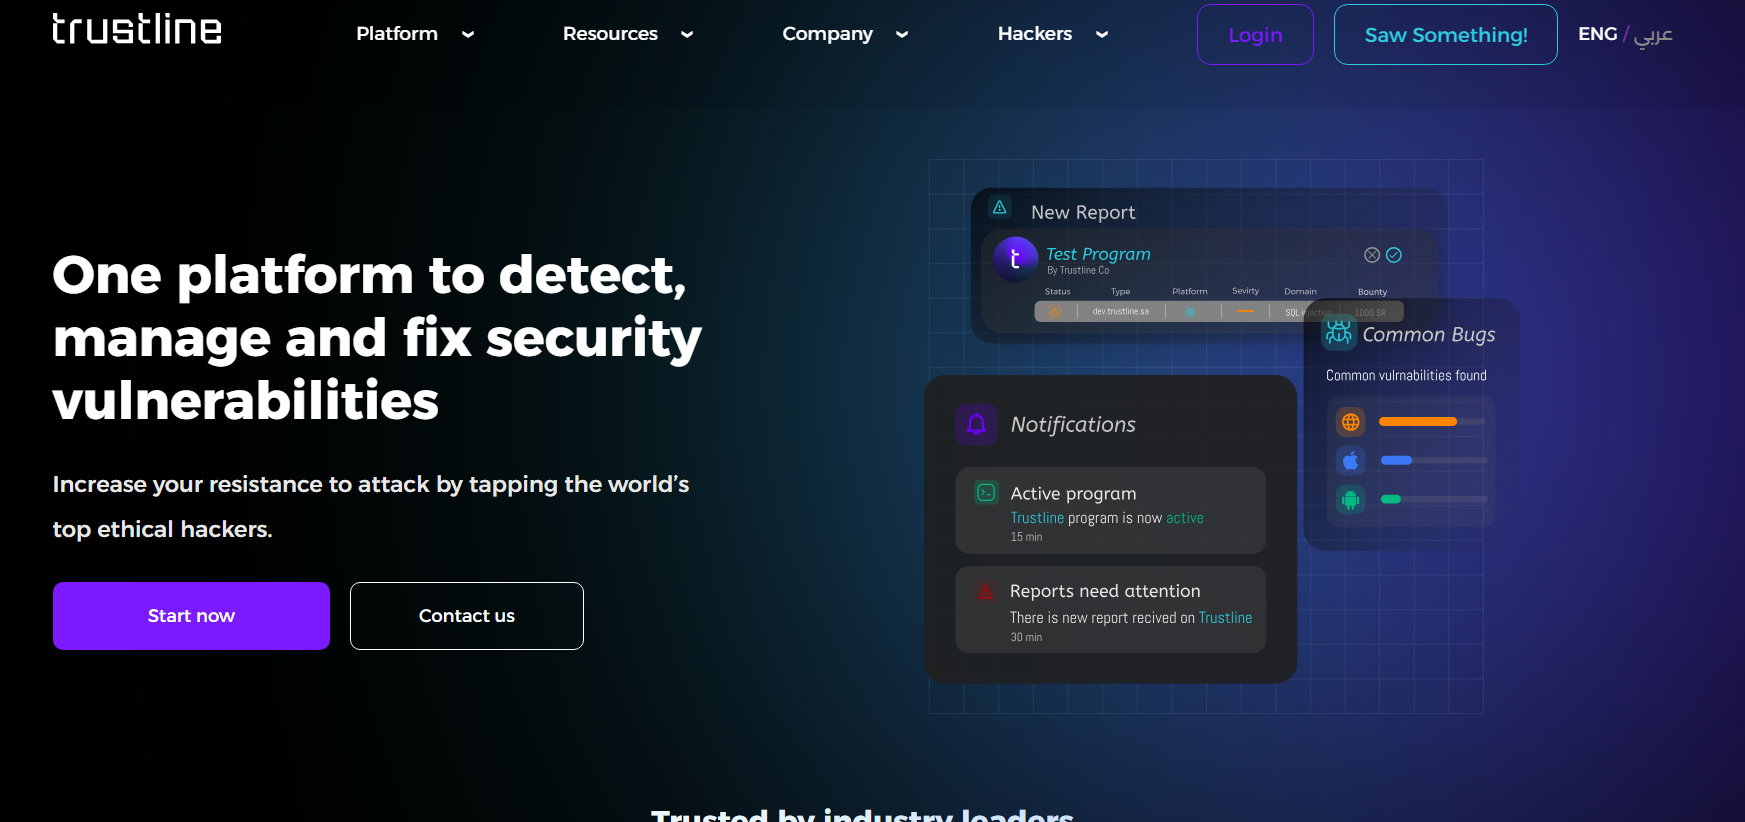 trustline
Platform
Resources
Company
Hackers
Login
Saw Something!
ENG / عربي
One platform to detect,
manage and fix security
vulnerabilities
Increase your resistance to attack by tapping the world’s
top ethical hackers.
Start now
Contact us
New Report
Test Program
By Trustline Co
Status Type Platform Sevirty Domain Bounty
dev.trustline.sa SQL injection 1000 SR
Common Bugs
Common vulrnabilities found
Notifications
Active program
Trustline program is now active
15 min
Reports need attention
There is new report recived on Trustline
30 min
Trusted by industry leaders